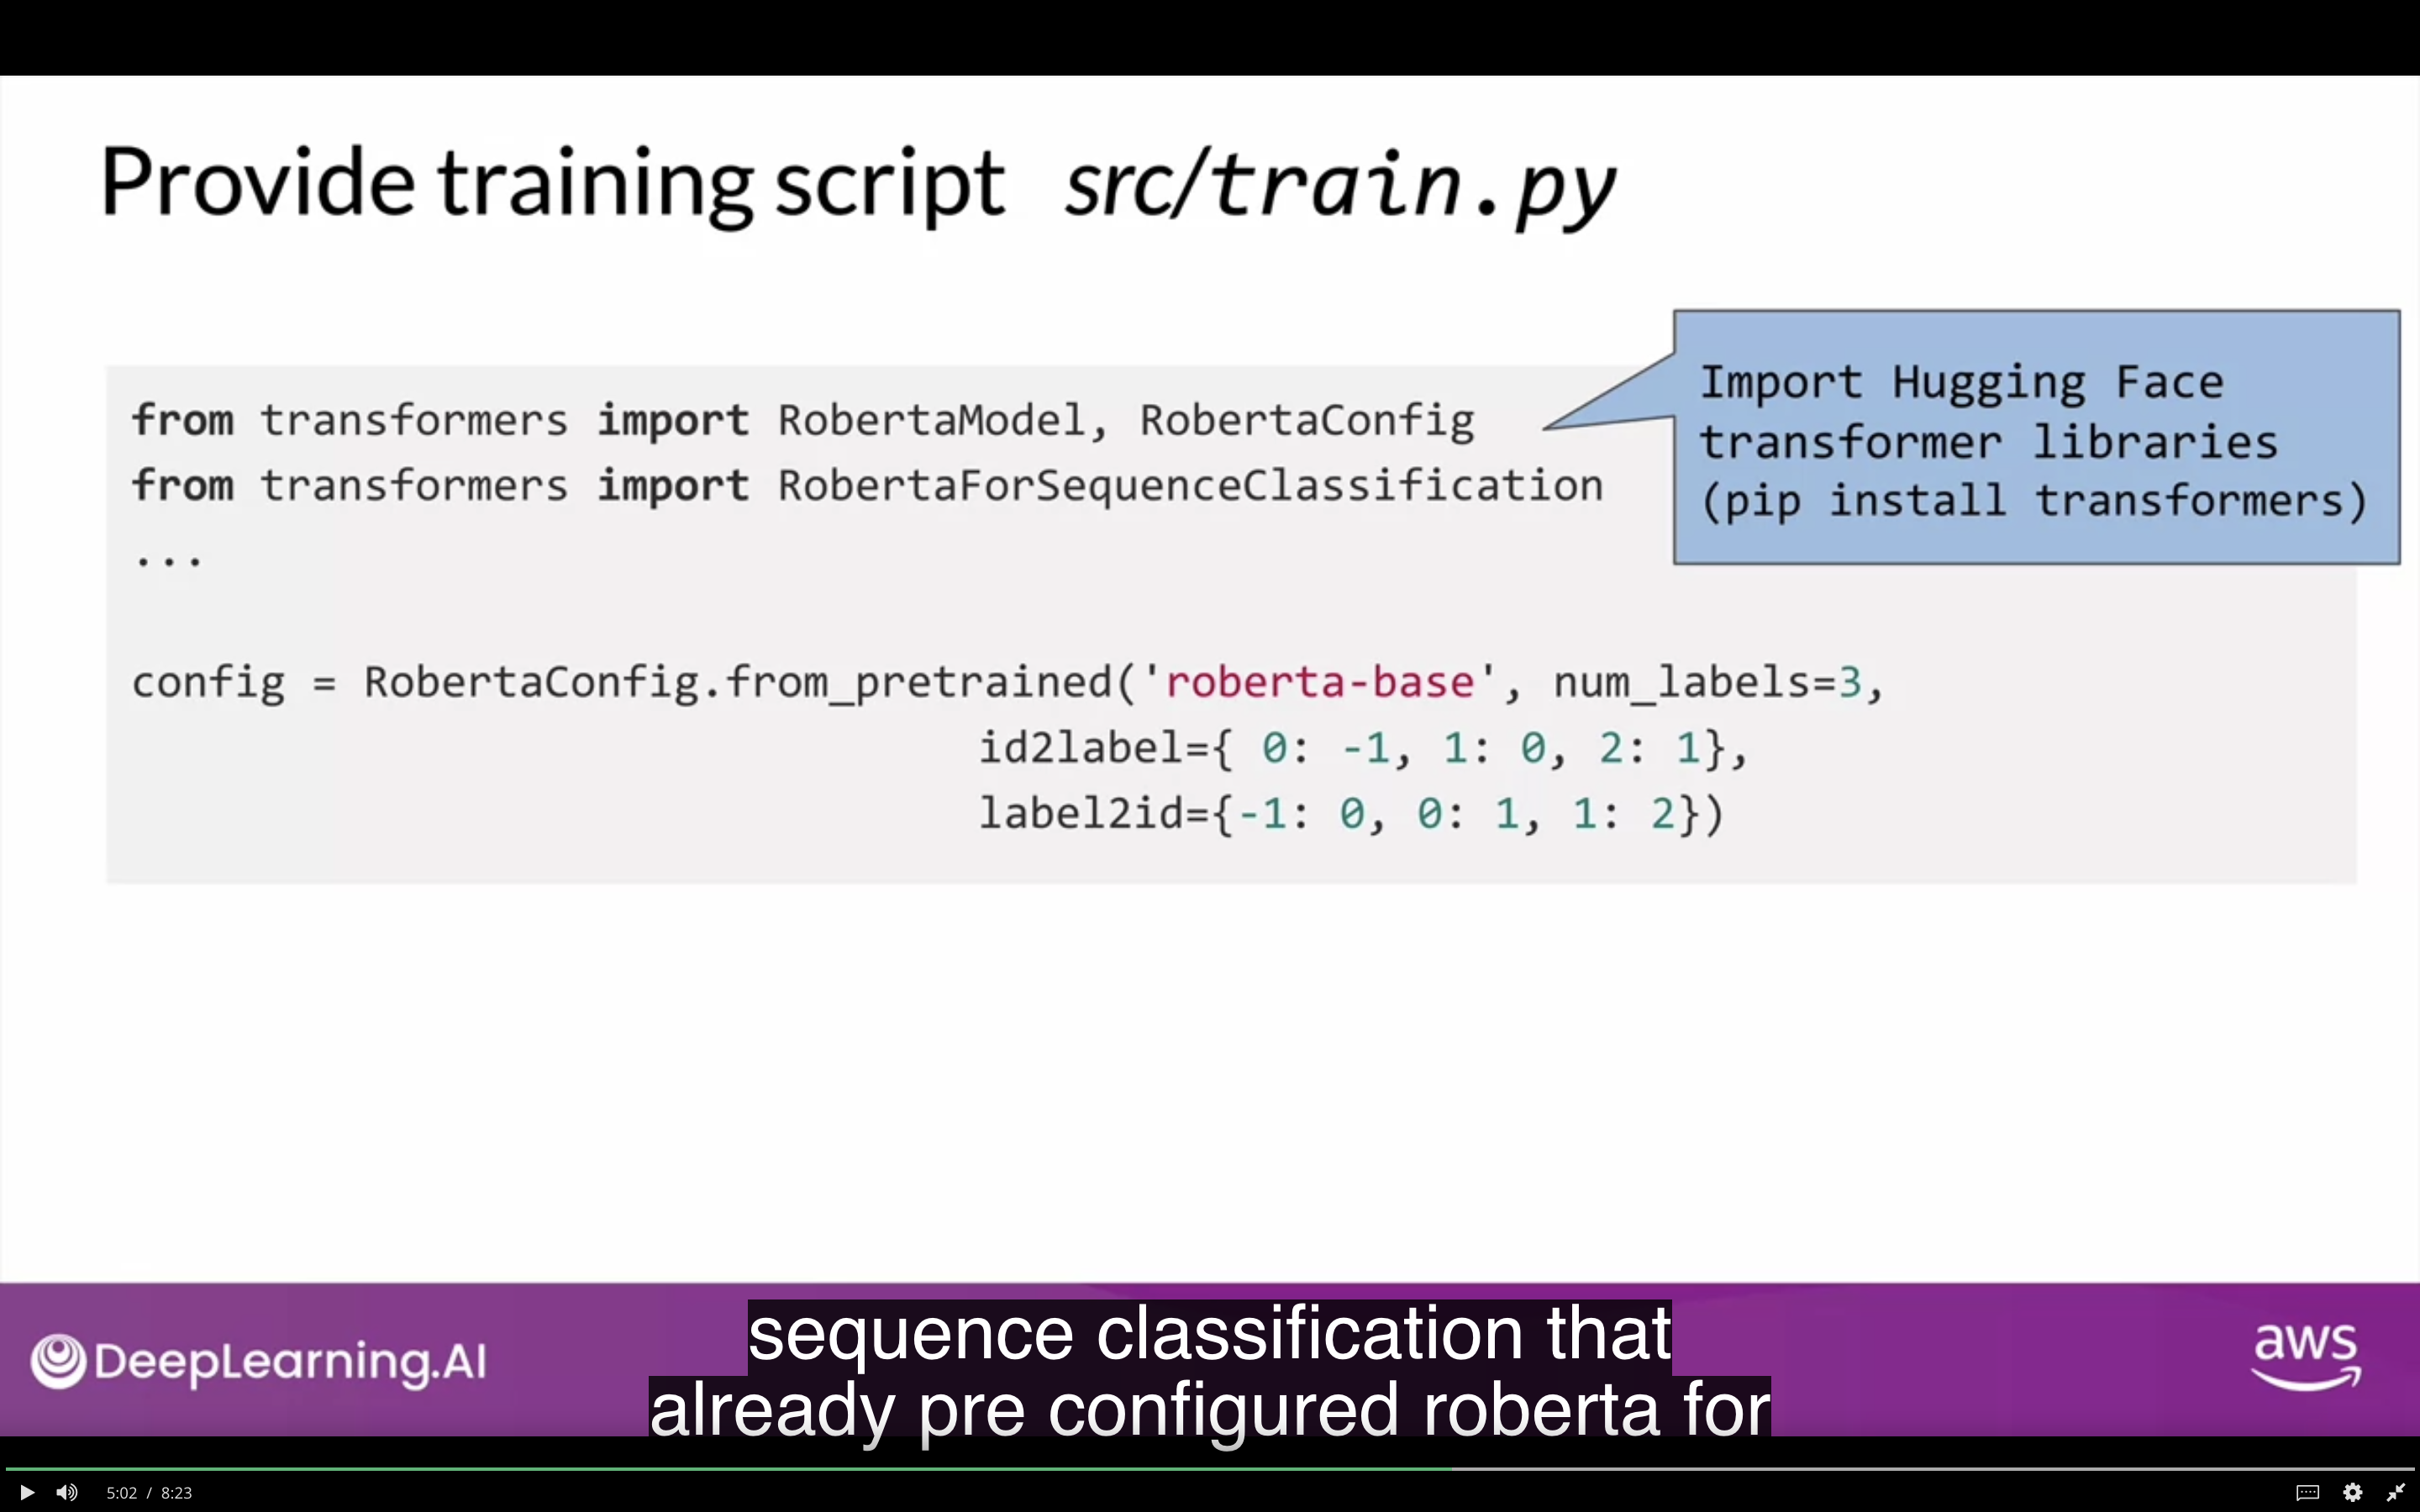 Provide training script src/train.py
Import Hugging Face
transformer libraries
(pip install transformers)
from transformers import RobertaModel, RobertaConfig
from transformers import RobertaForSequenceClassification
...
config = RobertaConfig.from_pretrained('roberta-base', num_labels=3,
id2label={ 0: -1, 1: 0, 2: 1},
label2id={-1: 0, 0: 1, 1: 2})
DeepLearning.AI
aws
sequence classification that
already pre configured roberta for
5:02 / 8:23